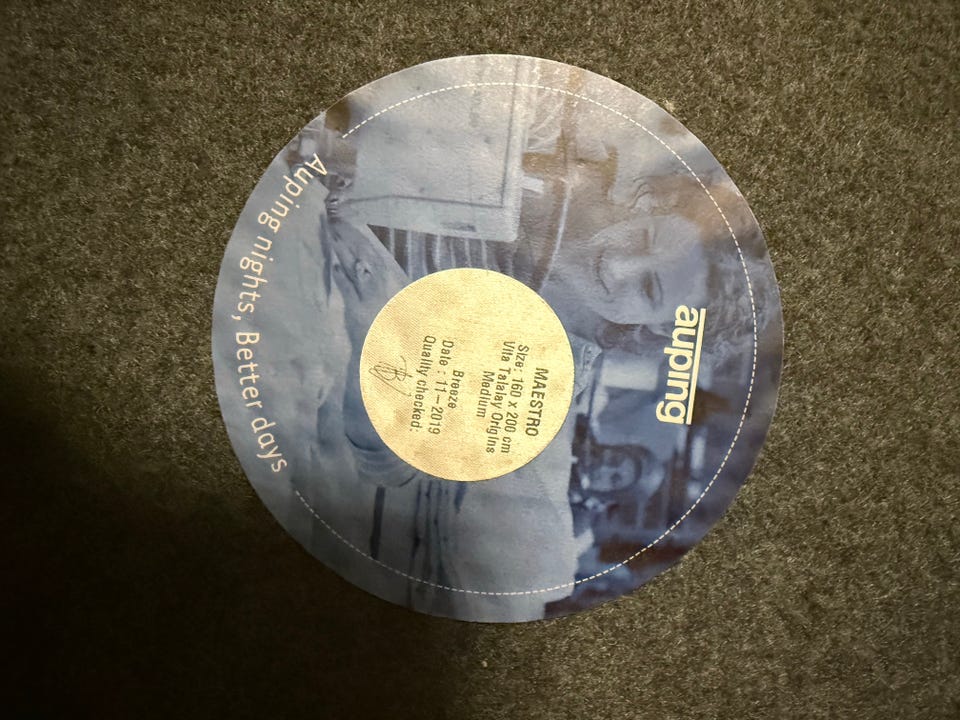 auping
MAESTRO
Size: 160 x 200 cm
Vita Talalay Origins
Medium
Breeze
Date : 11-2019
Quality checked:
Auping nights, Better days